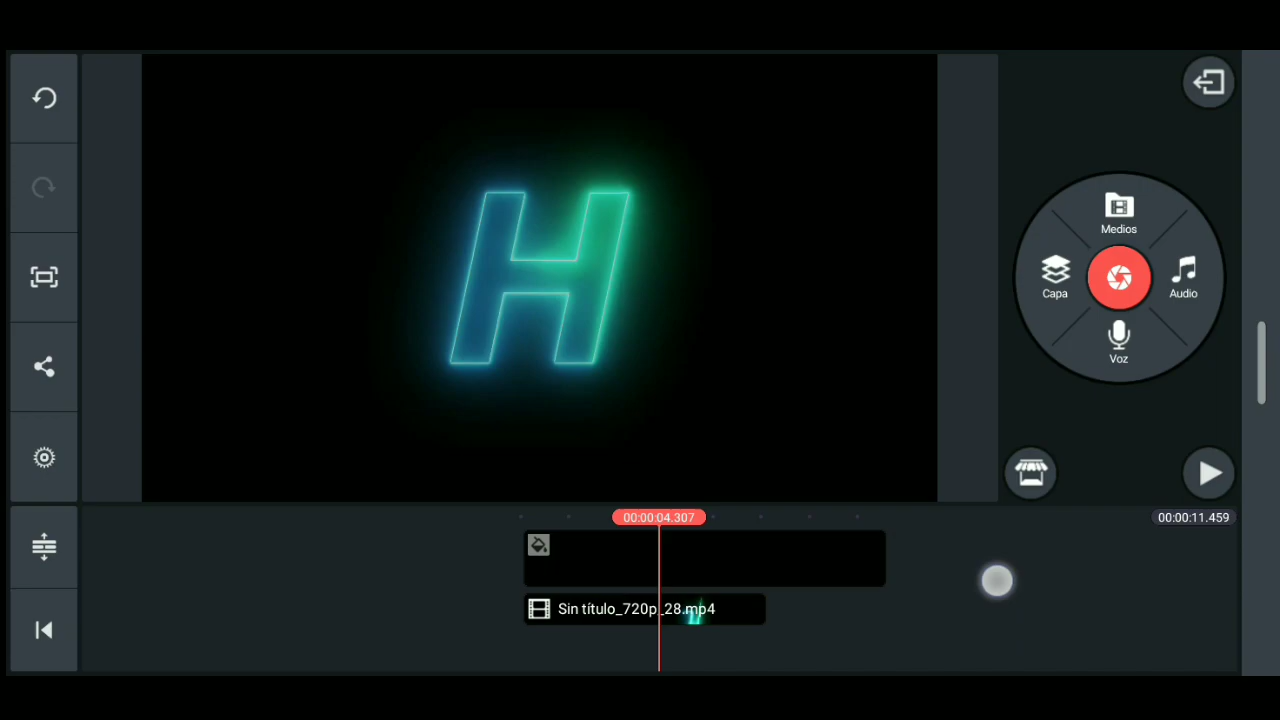 H
Medios
Capa
Audio
Voz
00:00:04.307
00:00:11.459
Sin título_720p_28.mp4